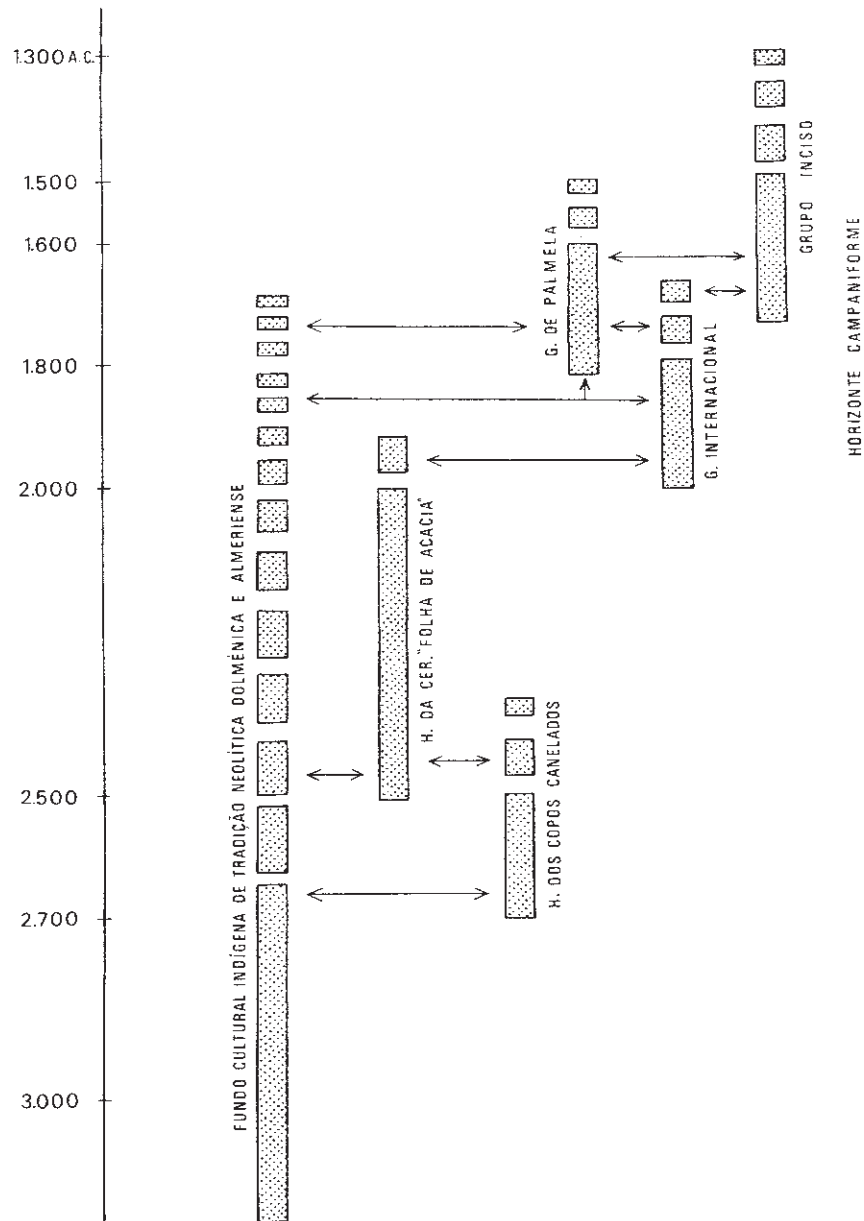 1.300 A.C.
1.500
1.600
1.800
2.000
2.500
2.700
3.000
FUNDO CULTURAL INDÍGENA DE TRADIÇÃO NEOLÍTICA DOLMÉNICA E ALMERIENSE
H. DA CER. "FOLHA DE ACACIA"
H. DOS COPOS CANELADOS
G. DE PALMELA
G. INTERNACIONAL
GRUPO INCISO
HORIZONTE CAMPANIFORME